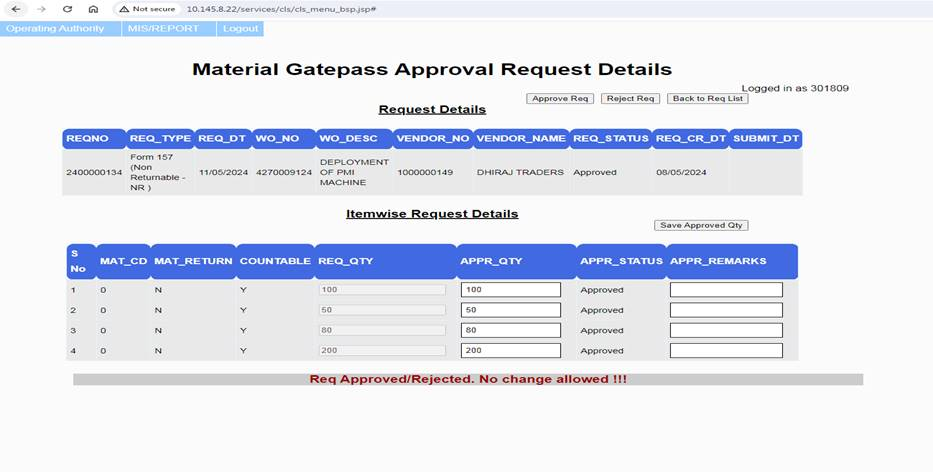 Not secure 10.145.8.22/services/cls/cls_menu_bsp.jsp#
Operating Authority MIS/REPORT Logout
Material Gatepass Approval Request Details
Logged in as 301809
Approve Req Reject Req Back to Req List
Request Details
REQNO REQ_TYPE REQ_DT WO_NO WO_DESC VENDOR_NO VENDOR_NAME REQ_STATUS REQ_CR_DT SUBMIT_DT
2400000134 Form 157 (Non Returnable - NR ) 11/05/2024 4270009124 DEPLOYMENT OF PMI MACHINE 1000000149 DHIRAJ TRADERS Approved 08/05/2024
Itemwise Request Details
Save Approved Qty
S No MAT_CD MAT_RETURN COUNTABLE REQ_QTY APPR_QTY APPR_STATUS APPR_REMARKS
1 0 N Y 100 100 Approved
2 0 N Y 50 50 Approved
3 0 N Y 80 80 Approved
4 0 N Y 200 200 Approved
Req Approved/Rejected. No change allowed !!!